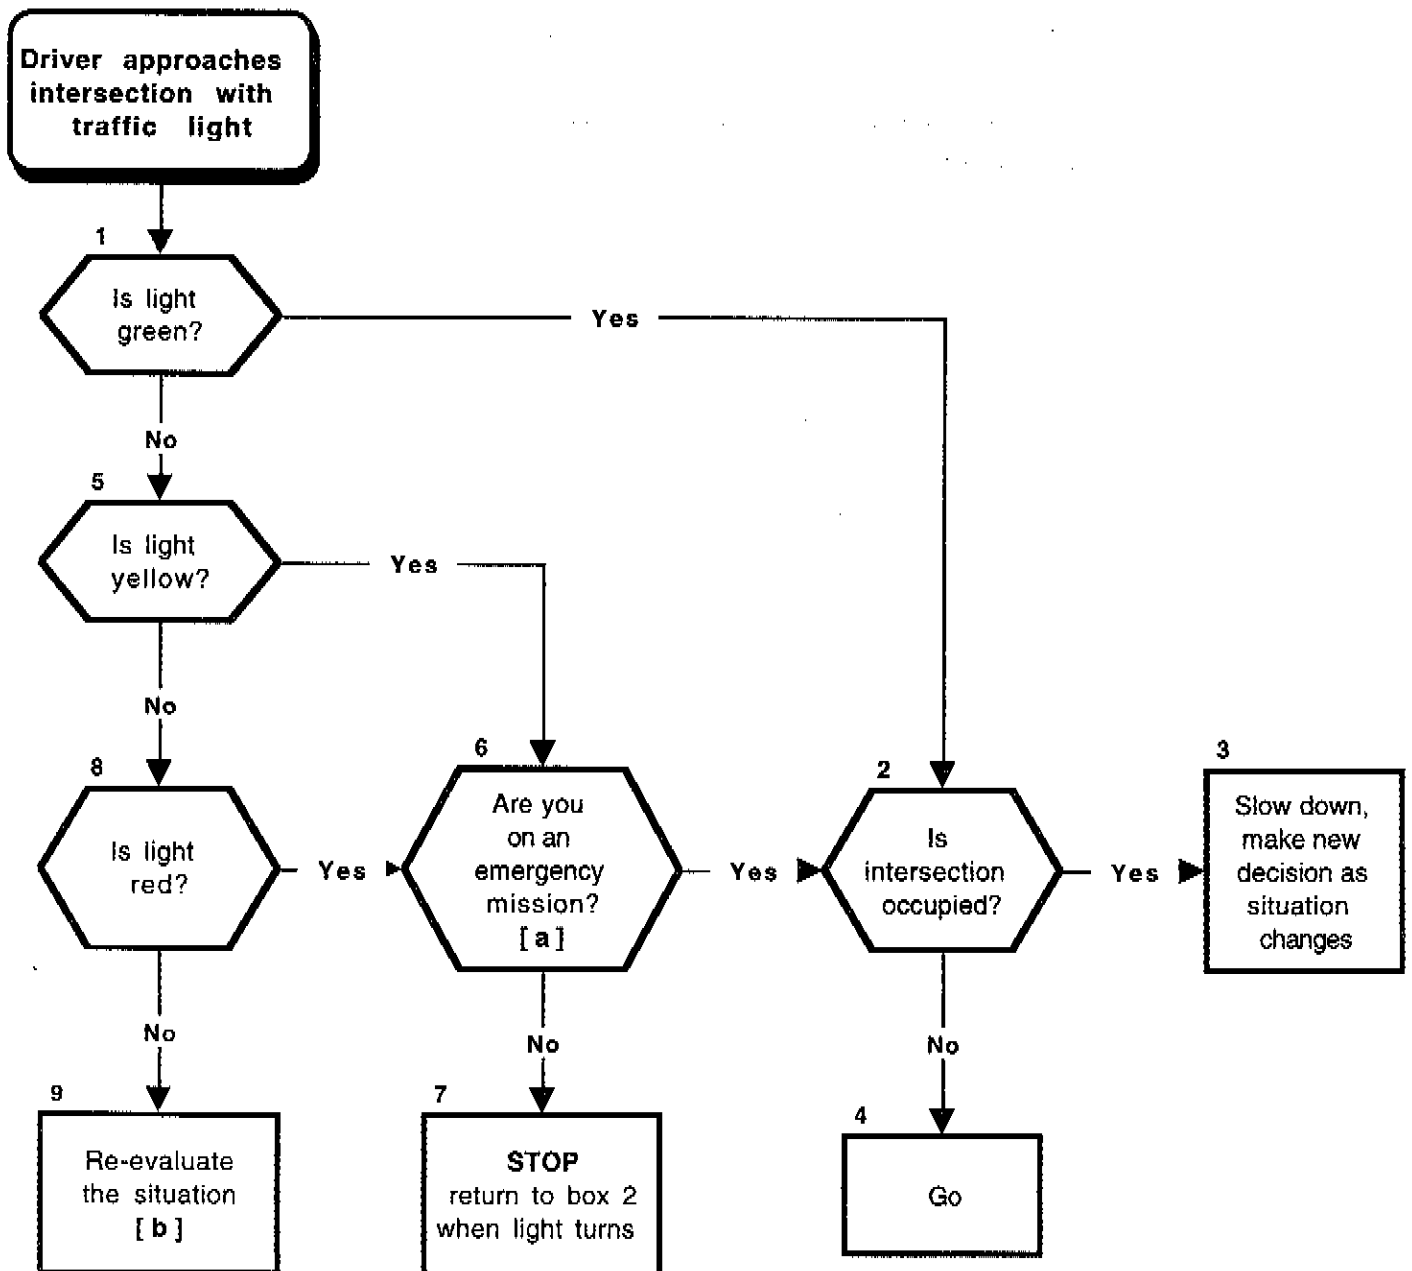 Driver approaches
intersection with
traffic light
1
Is light
green?
Yes
No
5
Is light
yellow?
Yes
No
8
Is light
red?
Yes
6
Are you
on an
emergency
mission?
[ a ]
Yes
2
Is
intersection
occupied?
Yes
3
Slow down,
make new
decision as
situation
changes
No
No
No
9
Re-evaluate
the situation
[ b ]
7
STOP
return to box 2
when light turns
4
Go